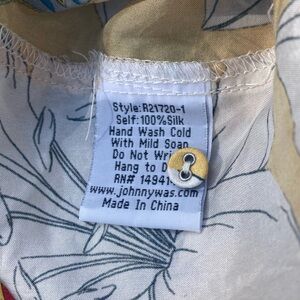 Style:R21720-1
Self:100%Silk
Hand Wash Cold
With Mild Soap
Do Not
Hang to
RN# 1494
www.johnnywas.com
Made In China